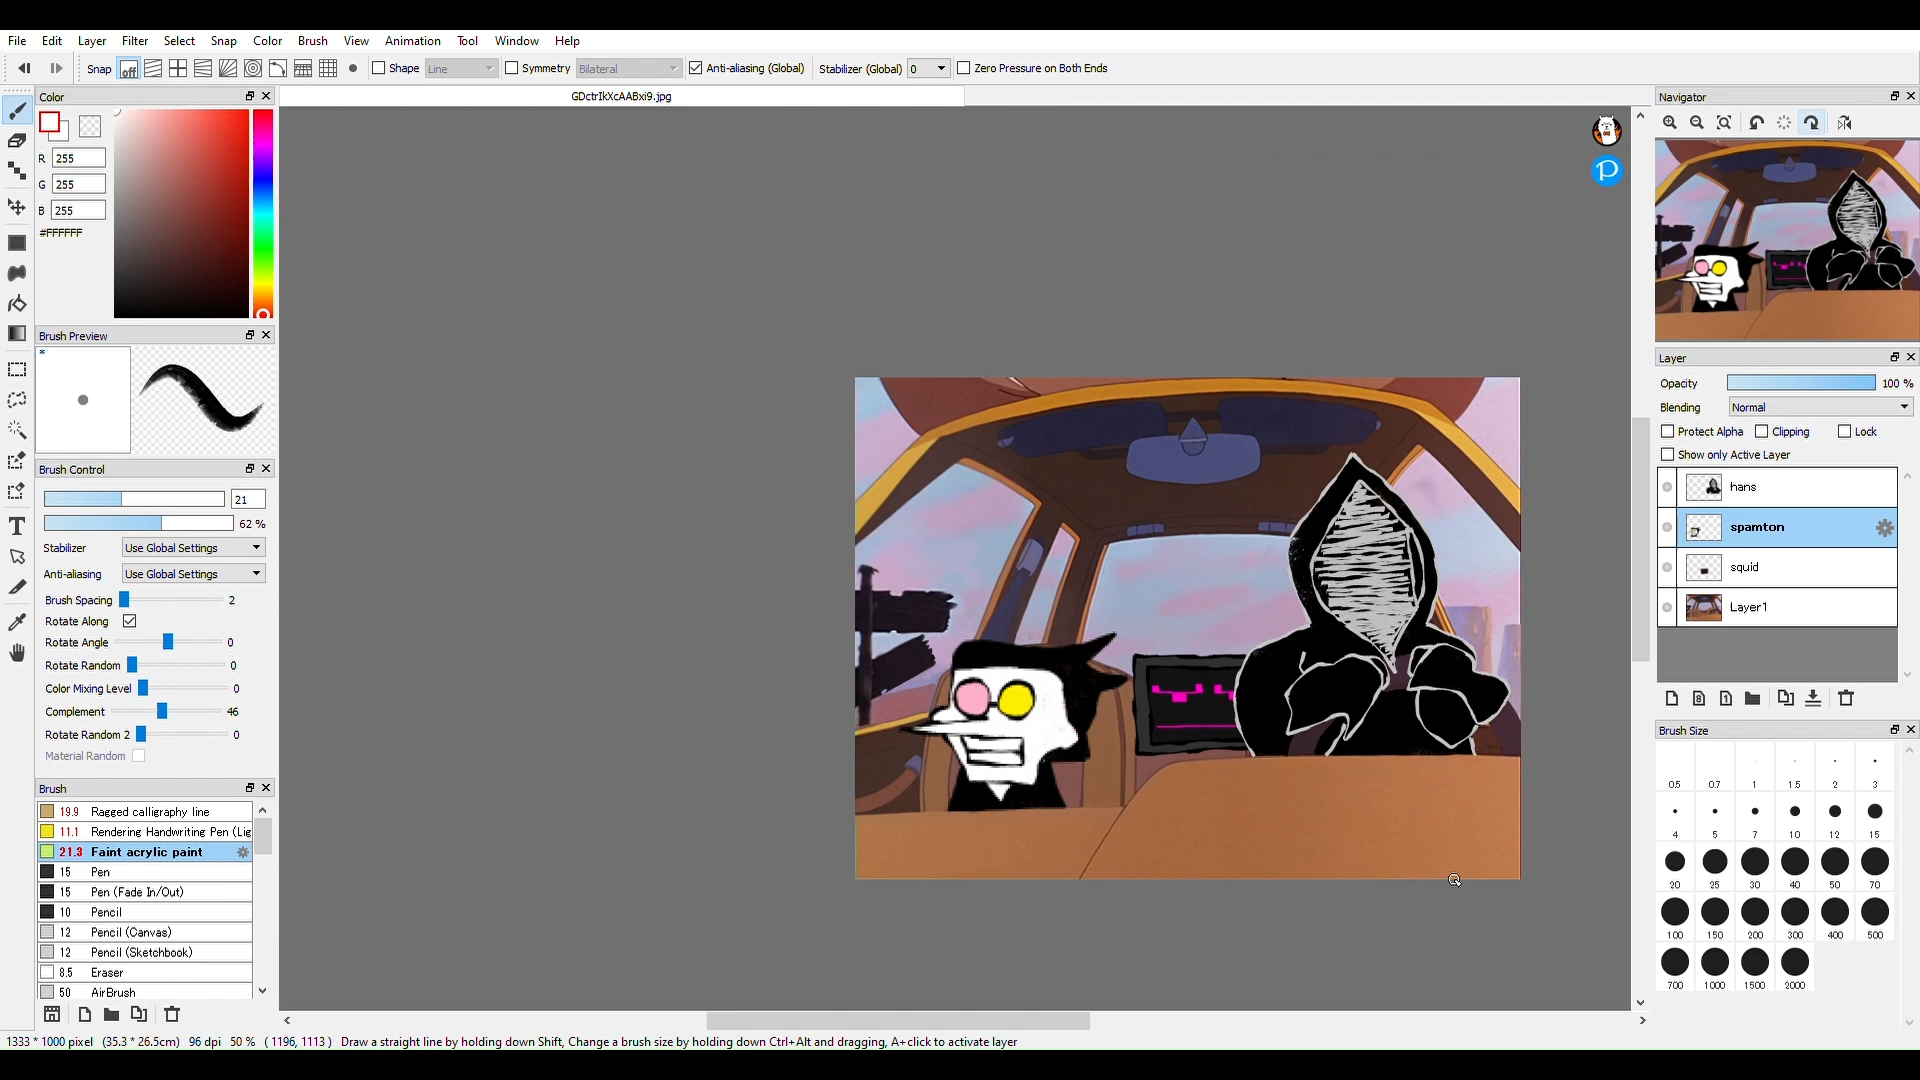 File Edit Layer Filter Select Snap Color Brush View Animation Tool Window Help
Snap off Shape Line Symmetry Bilateral Anti-aliasing (Global) Stabilizer (Global) 0 Zero Pressure on Both Ends
Color
GDctrIkXcAABxi9.jpg
R 255
G 255
B 255
#FFFFFF
Brush Preview
*
Brush Control
21
62 %
Stabilizer Use Global Settings
Anti-aliasing Use Global Settings
Brush Spacing 2
Rotate Along
Rotate Angle 0
Rotate Random 0
Color Mixing Level 0
Complement 46
Rotate Random 2 0
Material Random
Brush
19.9 Ragged calligraphy line
11.1 Rendering Handwriting Pen (Lig
21.3 Faint acrylic paint
15 Pen
15 Pen (Fade In/Out)
10 Pencil
12 Pencil (Canvas)
12 Pencil (Sketchbook)
8.5 Eraser
50 AirBrush
P
Navigator
Layer
Opacity 100 %
Blending Normal
Protect Alpha Clipping Lock
Show only Active Layer
hans
spamton
squid
Layer1
8 1
Brush Size
0.5 0.7 1 1.5 2 3
4 5 7 10 12 15
20 25 30 40 50 70
100 150 200 300 400 500
700 1000 1500 2000
1333 * 1000 pixel (35.3 * 26.5cm) 96 dpi 50 % ( 1196, 1113 ) Draw a straight line by holding down Shift, Change a brush size by holding down Ctrl+Alt and dragging, A+click to activate layer